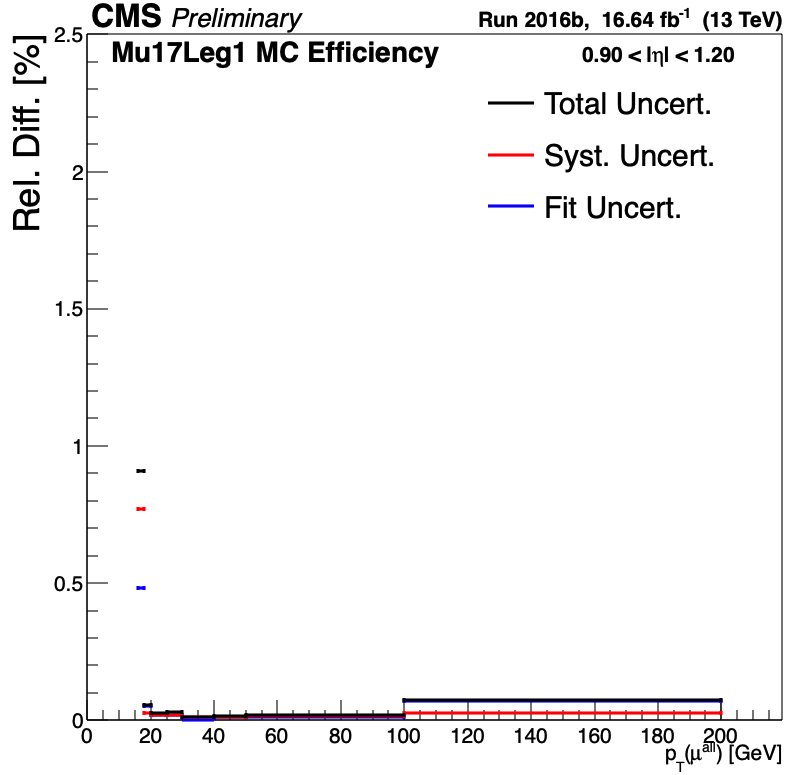 CMS Preliminary Run 2016b, 16.64 fb⁻¹ (13 TeV)
Mu17Leg1 MC Efficiency 0.90 < |η| < 1.20
Total Uncert.
Syst. Uncert.
Fit Uncert.
Rel. Diff. [%]
2.5
2
1.5
1
0.5
0
0 20 40 60 80 100 120 140 160 180 200
p_T(μ^all) [GeV]